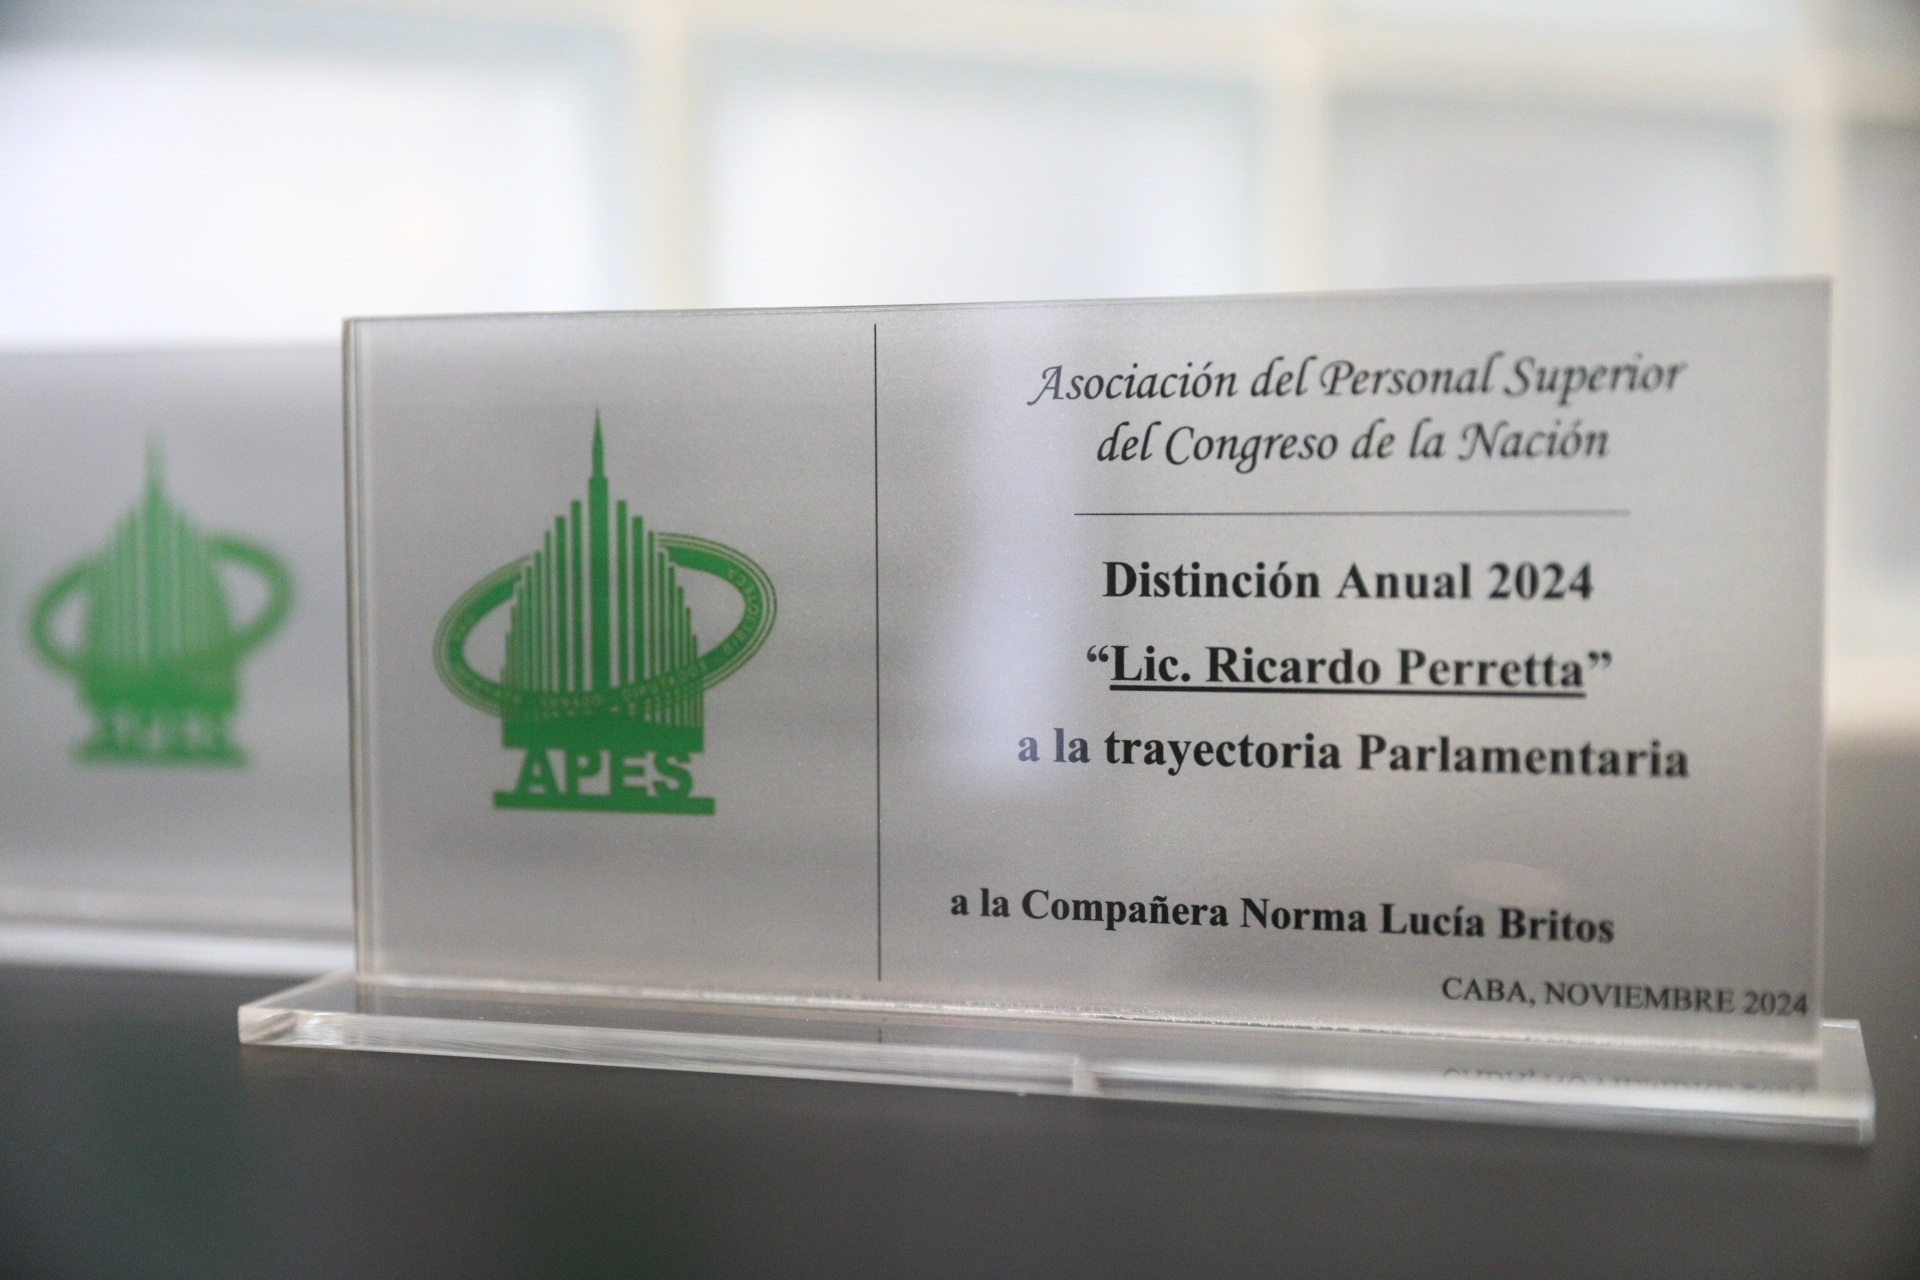 APES
Asociación del Personal Superior
del Congreso de la Nación
Distinción Anual 2024
“Lic. Ricardo Perretta”
a la trayectoria Parlamentaria
a la Compañera Norma Lucía Britos
CABA, NOVIEMBRE 2024